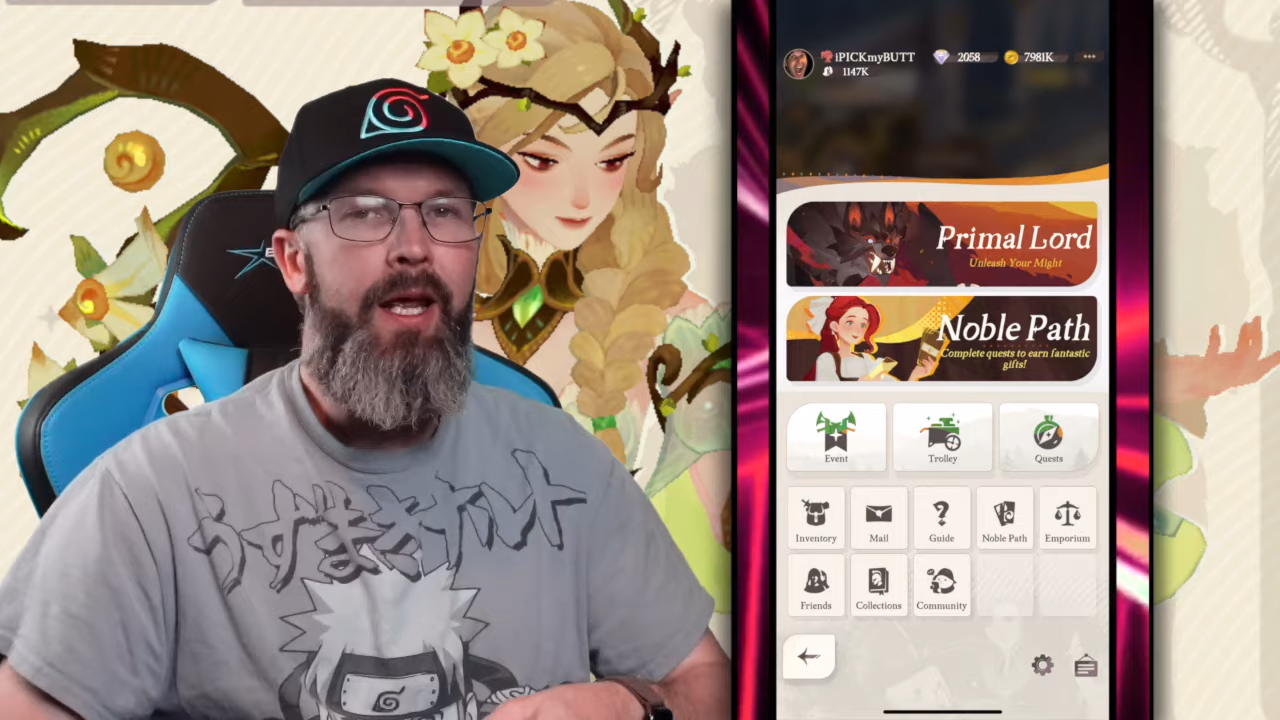 iPICKmyBUTT
2058
7981K
1147K
Primal Lord
Unleash Your Might
Noble Path
Complete quests to earn fantastic
gifts!
Event
Trolley
Quests
Inventory
Mail
Guide
Noble Path
Emporium
Friends
Collections
Community
うずまきナルト